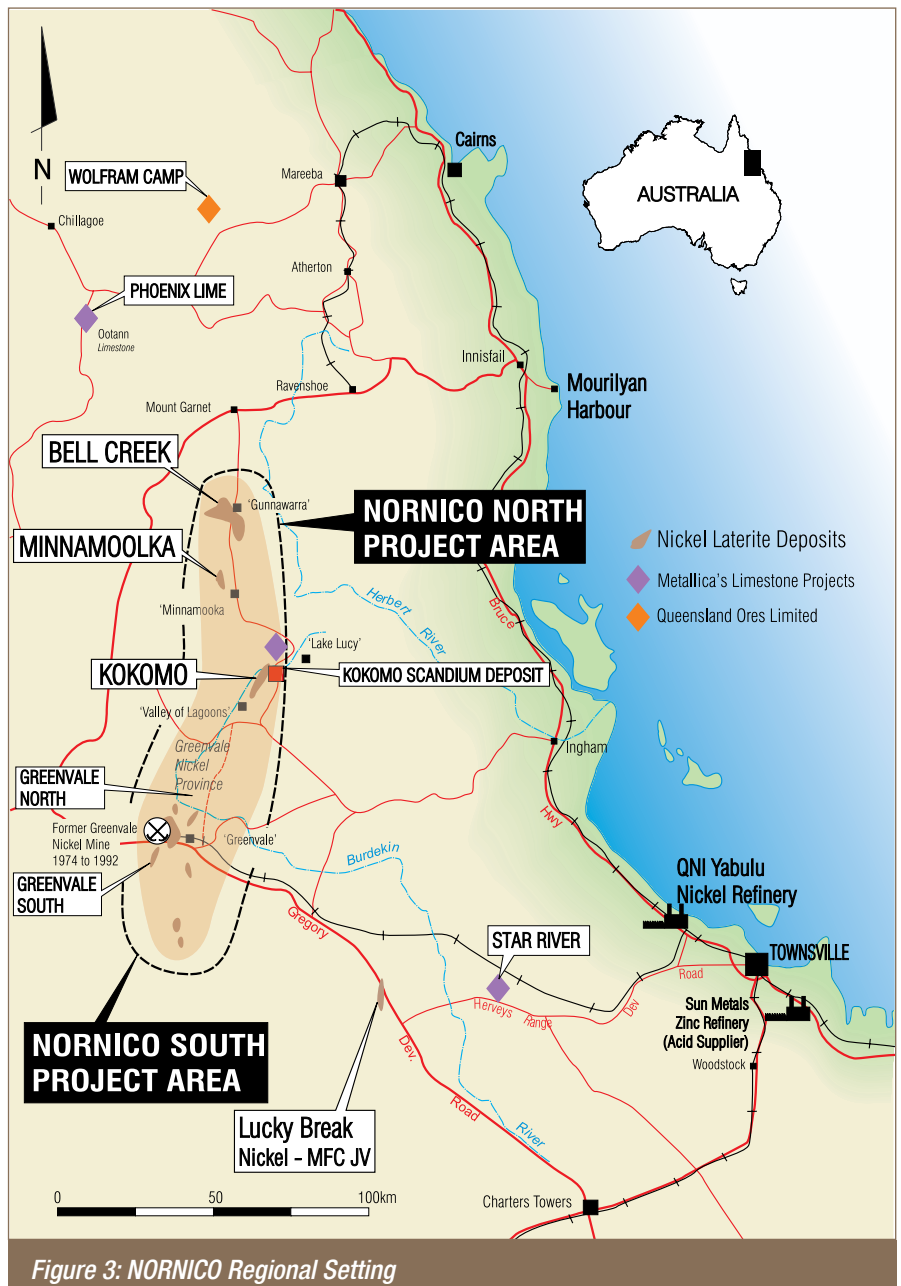 N
WOLFRAM CAMP
Chillagoe
PHOENIX LIME
Ootann
Limestone
Mareeba
Cairns
AUSTRALIA
Atherton
Innisfail
Mourilyan
Harbour
Ravenshoe
Mount Garnet
BELL CREEK
'Gunnawarra'
NORNICO NORTH
PROJECT AREA
MINNAMOOLKA
'Minnamooka
Nickel Laterite Deposits
Metallica's Limestone Projects
Queensland Ores Limited
Herbert
River
Bruce
Hwy
'Lake Lucy'
KOKOMO
KOKOMO SCANDIUM DEPOSIT
'Valley of Lagoons'
Greenvale
Nickel
Province
Ingham
GREENVALE
NORTH
Former Greenvale
Nickel Mine
1974 to 1992
'Greenvale'
GREENVALE
SOUTH
Burdekin
River
QNI Yabulu
Nickel Refinery
Gregory
Dev.
Road
STAR RIVER
Herveys
Range
Dev
Road
TOWNSVILLE
Sun Metals
Zinc Refinery
(Acid Supplier)
Woodstock
NORNICO SOUTH
PROJECT AREA
Lucky Break
Nickel - MFC JV
Charters Towers
0
50
100km
Figure 3: NORNICO Regional Setting